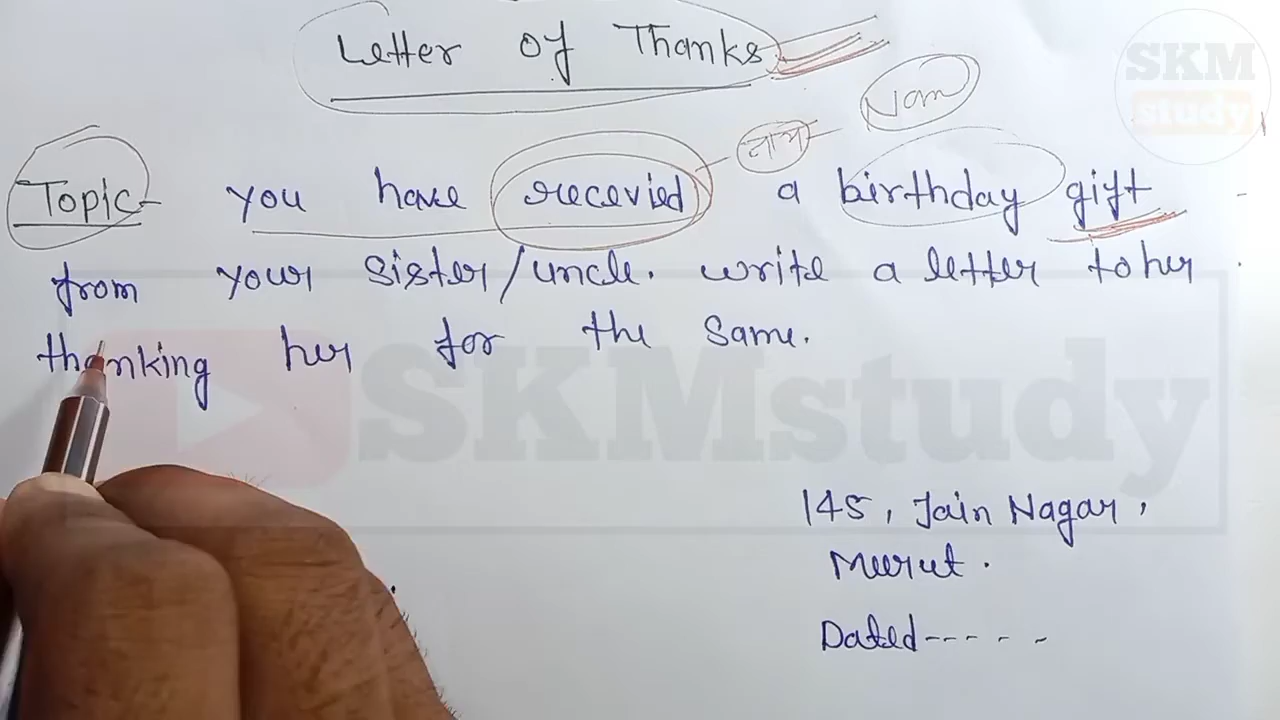 Letter of Thanks
SKM
study
Nam
नाम
Topic- you have recevied a birthday gift
from your sister/uncle. write a letter to her
thanking her for the same.
SKMstudy
145, Jain Nagar,
Meerut.
Dated-----